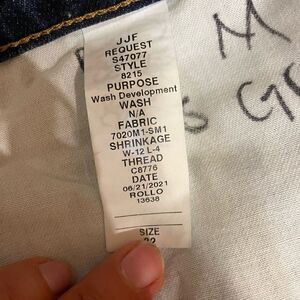 JJF
REQUEST
S47077
STYLE
8215
PURPOSE
Wash Development
WASH
N/A
FABRIC
7020M1-SM1
SHRINKAGE
W-12 L-4
THREAD
C8776
DATE
06/21/2021
ROLLO
13638
SIZE
M